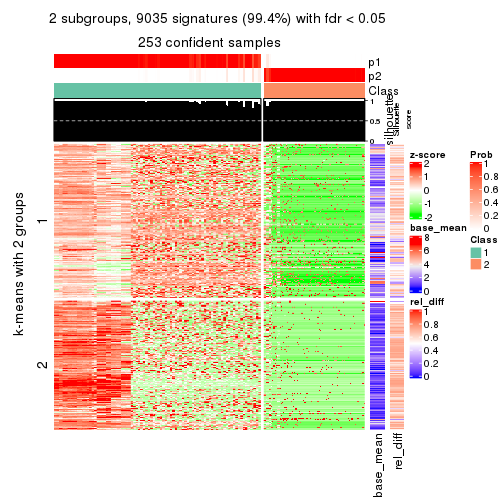 2 subgroups, 9035 signatures (99.4%) with fdr < 0.05
253 confident samples
p1
p2
Class
silhouette
Silhouette
score
1
0.5
0
k-means with 2 groups
1
2
base_mean
rel_diff
z-score
2
1
0
-1
-2
base_mean
8
6
4
2
0
rel_diff
1
0.8
0.6
0.4
0.2
0
Prob
1
0.8
0.6
0.4
0.2
0
Class
1
2